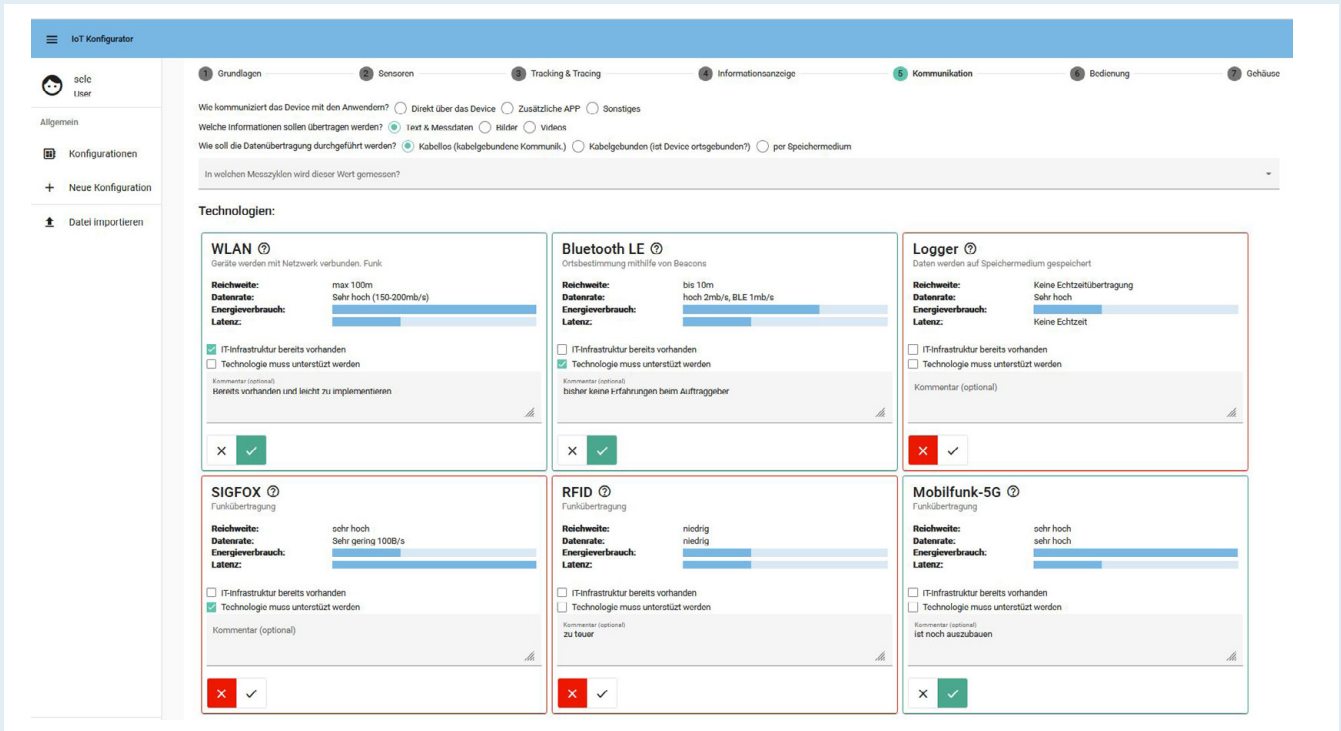 IoT Konfigurator
sele
User
Allgemein
Konfigurationen
Neue Konfiguration
Datei importieren
1 Grundlagen 2 Sensoren 3 Tracking & Tracing 4 Informationsanzeige 5 Kommunikation 6 Bedienung 7 Gehäuse
Wie kommuniziert das Device mit den Anwendern? Direkt über das Device Zusätzliche APP Sonstiges
Welche Informationen sollen übertragen werden? Text & Messdaten Bilder Videos
Wie soll die Datenübertragung durchgeführt werden? Kabellos (kabelgebundene Kommunik.) Kabelgebunden (ist Device ortsgebunden?) per Speichermedium
In welchen Messzyklen wird dieser Wert gemessen?
Technologien:
WLAN
Geräte werden mit Netzwerk verbunden. Funk
Reichweite: max 100m
Datenrate: Sehr hoch (150-200mb/s)
Energieverbrauch:
Latenz:
IT-Infrastruktur bereits vorhanden
Technologie muss unterstüzt werden
Kommentar (optional)
Bereits vorhanden und leicht zu implementieren
Bluetooth LE
Ortsbestimmung mithilfe von Beacons
Reichweite: bis 10m
Datenrate: hoch 2mb/s, BLE 1mb/s
Energieverbrauch:
Latenz:
IT-Infrastruktur bereits vorhanden
Technologie muss unterstüzt werden
Kommentar (optional)
bisher keine Erfahrungen beim Auftraggeber
Logger
Daten werden auf Speichermedium gespeichert
Reichweite: Keine Echtzeitübertragung
Datenrate: Sehr hoch
Energieverbrauch:
Latenz: Keine Echtzeit
IT-Infrastruktur bereits vorhanden
Technologie muss unterstüzt werden
Kommentar (optional)
SIGFOX
Funkübertragung
Reichweite: sehr hoch
Datenrate: Sehr gering 100B/s
Energieverbrauch:
Latenz:
IT-Infrastruktur bereits vorhanden
Technologie muss unterstüzt werden
Kommentar (optional)
RFID
Funkübertragung
Reichweite: niedrig
Datenrate: niedrig
Energieverbrauch:
Latenz:
IT-Infrastruktur bereits vorhanden
Technologie muss unterstüzt werden
Kommentar (optional)
zu teuer
Mobilfunk-5G
Funkübertragung
Reichweite: sehr hoch
Datenrate: sehr hoch
Energieverbrauch:
Latenz:
IT-Infrastruktur bereits vorhanden
Technologie muss unterstüzt werden
Kommentar (optional)
ist noch auszubauen